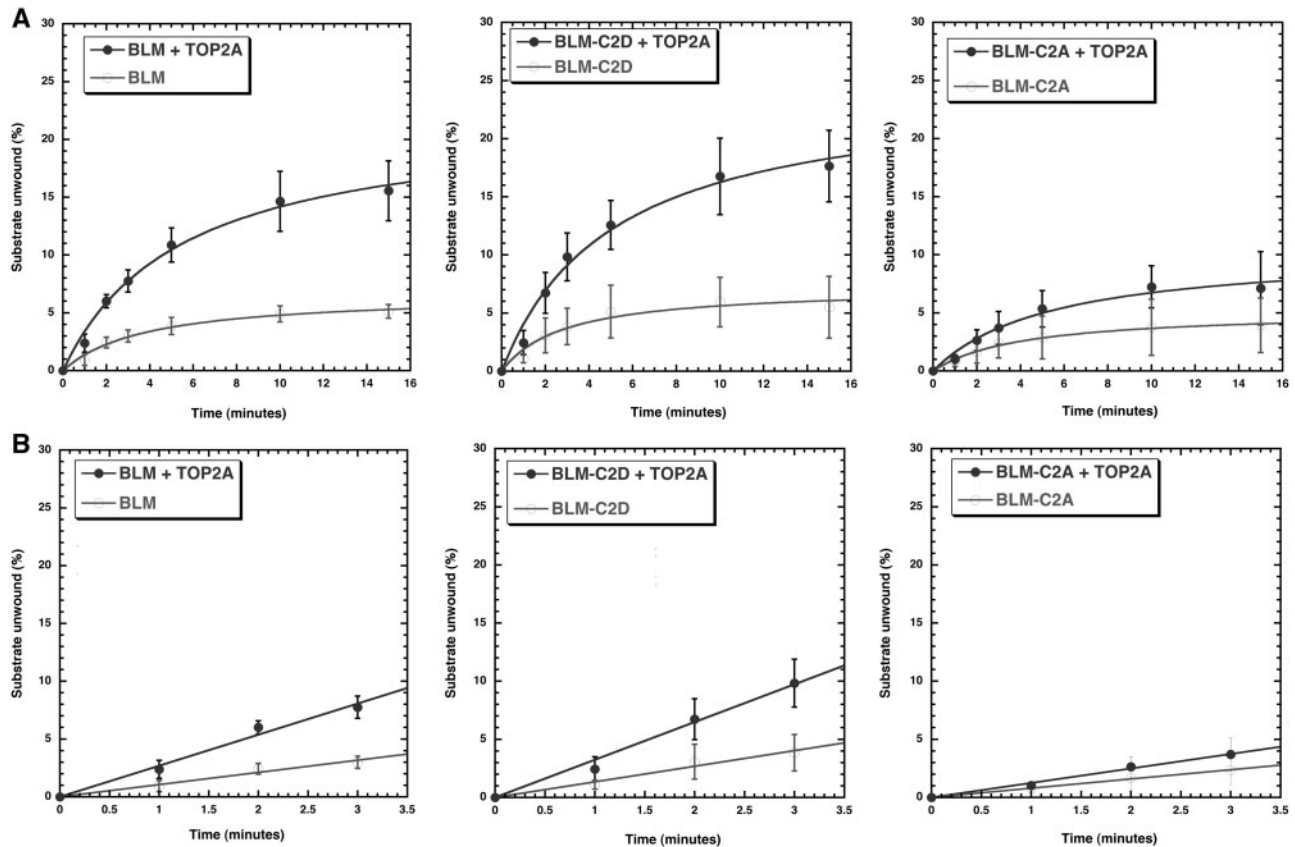 A
BLM + TOP2A
BLM
Substrate unwound (%)
30
25
20
15
10
5
0
0 2 4 6 8 10 12 14 16
Time (minutes)
BLM-C2D + TOP2A
BLM-C2D
Substrate unwound (%)
30
25
20
15
10
5
0
0 2 4 6 8 10 12 14 16
Time (minutes)
BLM-C2A + TOP2A
BLM-C2A
Substrate unwound (%)
30
25
20
15
10
5
0
0 2 4 6 8 10 12 14 16
Time (minutes)
B
BLM + TOP2A
BLM
Substrate unwound (%)
30
25
20
15
10
5
0
0 0.5 1 1.5 2 2.5 3 3.5
Time (minutes)
BLM-C2D + TOP2A
BLM-C2D
Substrate unwound (%)
30
25
20
15
10
5
0
0 0.5 1 1.5 2 2.5 3 3.5
Time (minutes)
BLM-C2A + TOP2A
BLM-C2A
Substrate unwound (%)
30
25
20
15
10
5
0
0 0.5 1 1.5 2 2.5 3 3.5
Time (minutes)